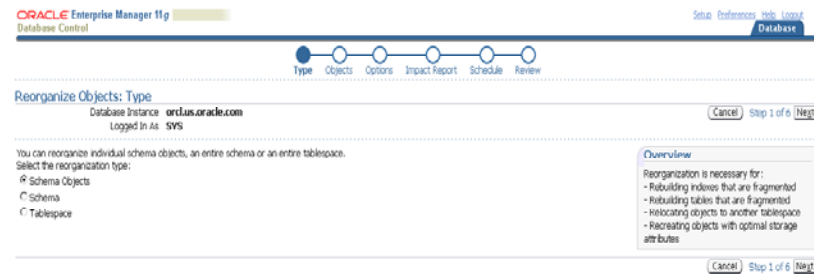 ORACLE Enterprise Manager 11g
Database Control
Setup Preferences Help Logout
Database
Type Objects Options Impact Report Schedule Review
Reorganize Objects: Type
Database Instance orcl.us.oracle.com
Logged In As SYS
Cancel Step 1 of 6 Next
You can reorganize individual schema objects, an entire schema or an entire tablespace.
Select the reorganization type:
Schema Objects
Schema
Tablespace
Overview
Reorganization is necessary for:
- Rebuilding indexes that are fragmented
- Rebuilding tables that are fragmented
- Relocating objects to another tablespace
- Recreating objects with optimal storage
attributes
Cancel Step 1 of 6 Next